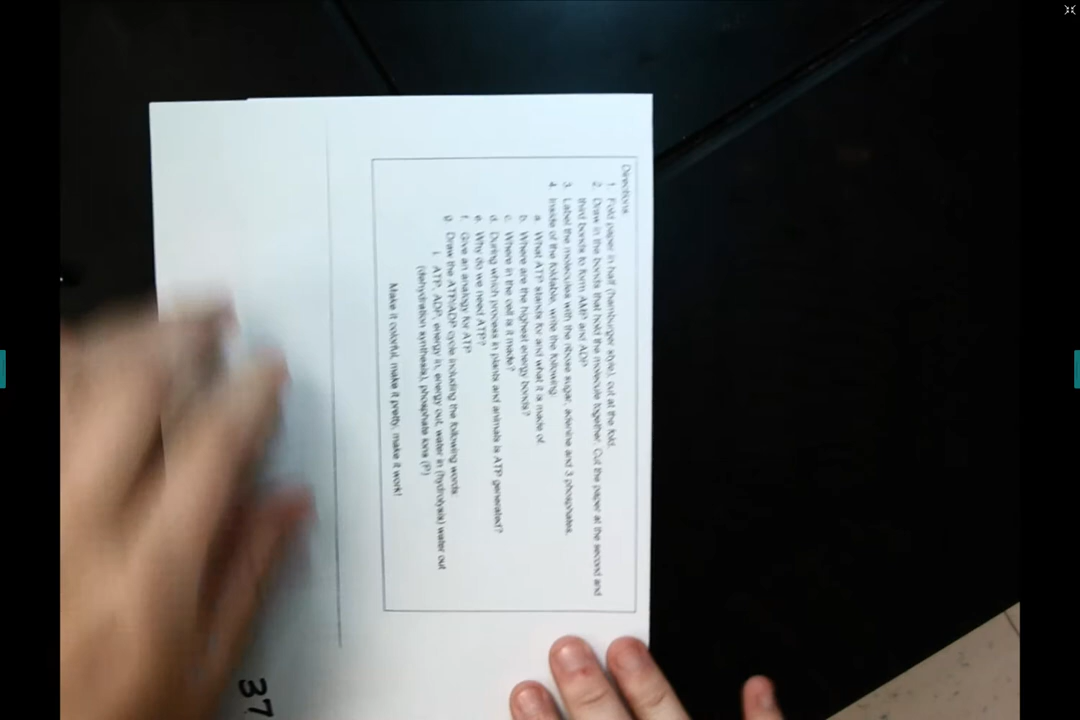 Directions
1. Fold paper in half (hamburger style), cut at the fold.
2. Draw in the bonds that hold the molecule together. Cut the paper at the second and
third bonds to form AMP and ADP
3. Label the molecules with the ribose sugar, adenine and 3 phosphates.
4. Inside of the foldable, write the following:
a. What ATP stands for and what it is made of.
b. Where are the highest energy bonds?
c. Where in the cell is it made?
d. During which process in plants and animals is ATP generated?
e. Why do we need ATP?
f. Give an analogy for ATP
g. Draw the ATP/ADP cycle including the following words:
i. ATP, ADP, energy in, energy out, water in (hydrolysis) water out
(dehydration synthesis), phosphate ions (P)
Make it colorful, make it pretty, make it work!
37